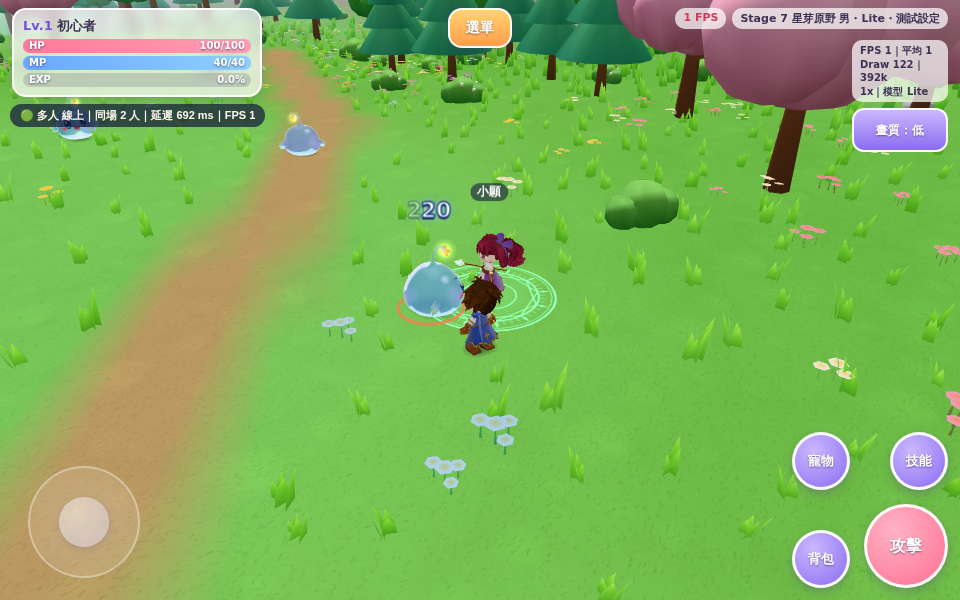 Lv.1 初心者
HP 100/100
MP 40/40
EXP 0.0%
多人 線上｜同場 2 人｜延遲 692 ms｜FPS 1
選單
1 FPS
Stage 7 星芽原野 男・Lite・測試設定
FPS 1｜平均 1
Draw 122｜
392k
1x｜模型 Lite
畫質：低
小願
220
寵物
技能
背包
攻擊